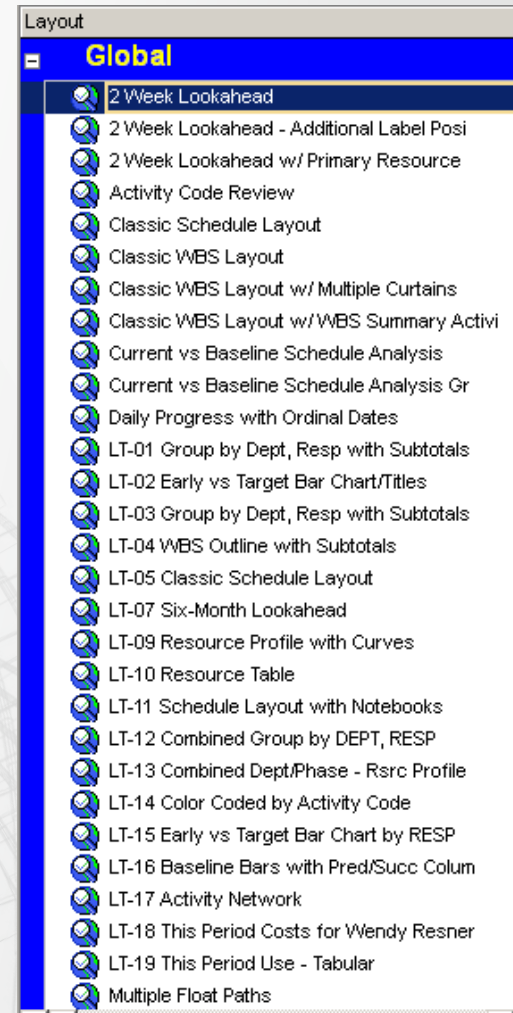 Layout
Global
2 Week Lookahead
2 Week Lookahead - Additional Label Posi
2 Week Lookahead w/ Primary Resource
Activity Code Review
Classic Schedule Layout
Classic WBS Layout
Classic WBS Layout w/ Multiple Curtains
Classic WBS Layout w/ WBS Summary Activi
Current vs Baseline Schedule Analysis
Current vs Baseline Schedule Analysis Gr
Daily Progress with Ordinal Dates
LT-01 Group by Dept, Resp with Subtotals
LT-02 Early vs Target Bar Chart/Titles
LT-03 Group by Dept, Resp with Subtotals
LT-04 WBS Outline with Subtotals
LT-05 Classic Schedule Layout
LT-07 Six-Month Lookahead
LT-09 Resource Profile with Curves
LT-10 Resource Table
LT-11 Schedule Layout with Notebooks
LT-12 Combined Group by DEPT, RESP
LT-13 Combined Dept/Phase - Rsrc Profile
LT-14 Color Coded by Activity Code
LT-15 Early vs Target Bar Chart by RESP
LT-16 Baseline Bars with Pred/Succ Colum
LT-17 Activity Network
LT-18 This Period Costs for Wendy Resner
LT-19 This Period Use - Tabular
Multiple Float Paths